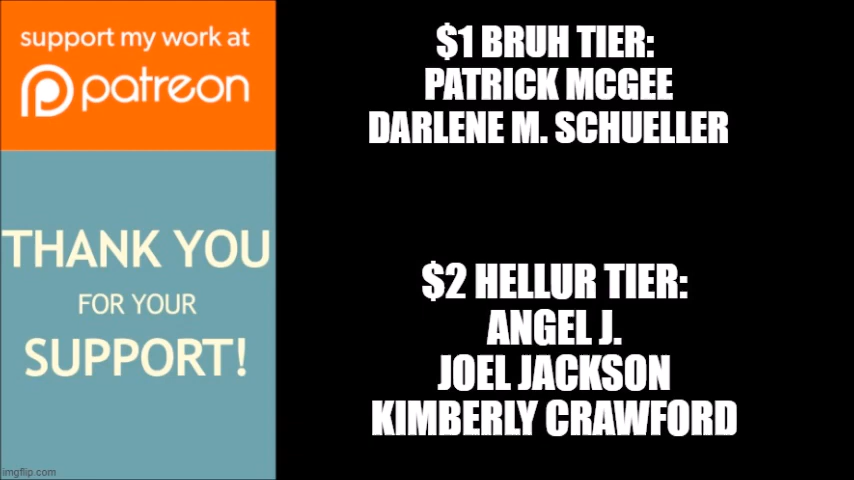 support my work at
patreon
THANK YOU
FOR YOUR
SUPPORT!
imgflip.com
$1 BRUH TIER:
PATRICK MCGEE
DARLENE M. SCHUELLER
$2 HELLUR TIER:
ANGEL J.
JOEL JACKSON
KIMBERLY CRAWFORD